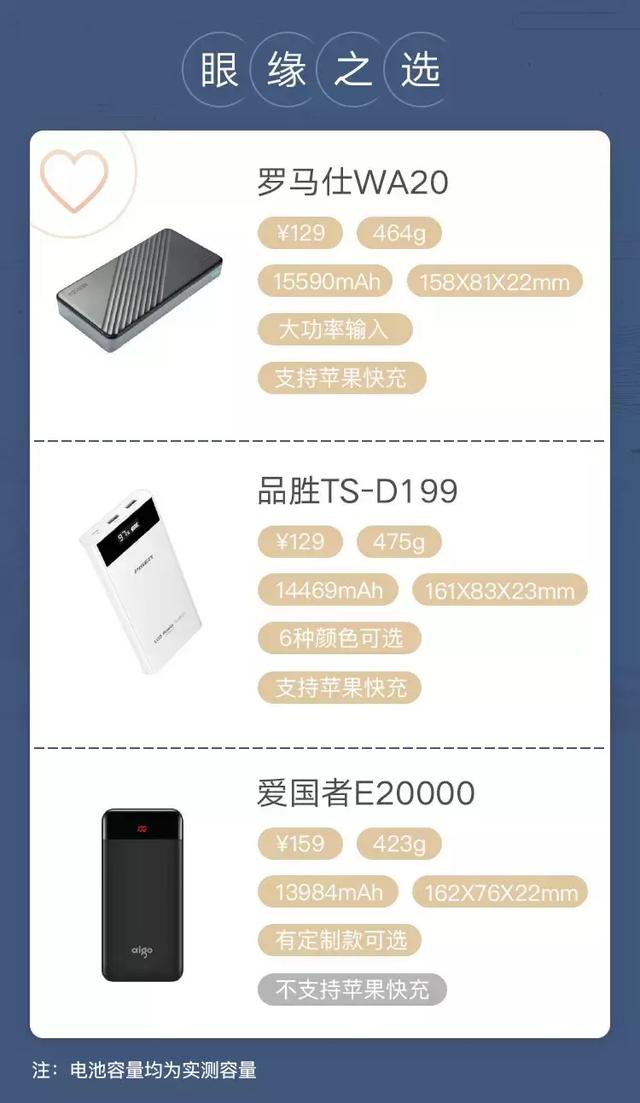 眼缘之选
罗马仕WA20
¥129 464g
15590mAh 158X81X22mm
大功率输入
支持苹果快充
品胜TS-D199
¥129 475g
14469mAh 161X83X23mm
6种颜色可选
支持苹果快充
97%
PISEN
爱国者E20000
¥159 423g
13984mAh 162X76X22mm
有定制款可选
不支持苹果快充
100
aigo
注：电池容量均为实测容量